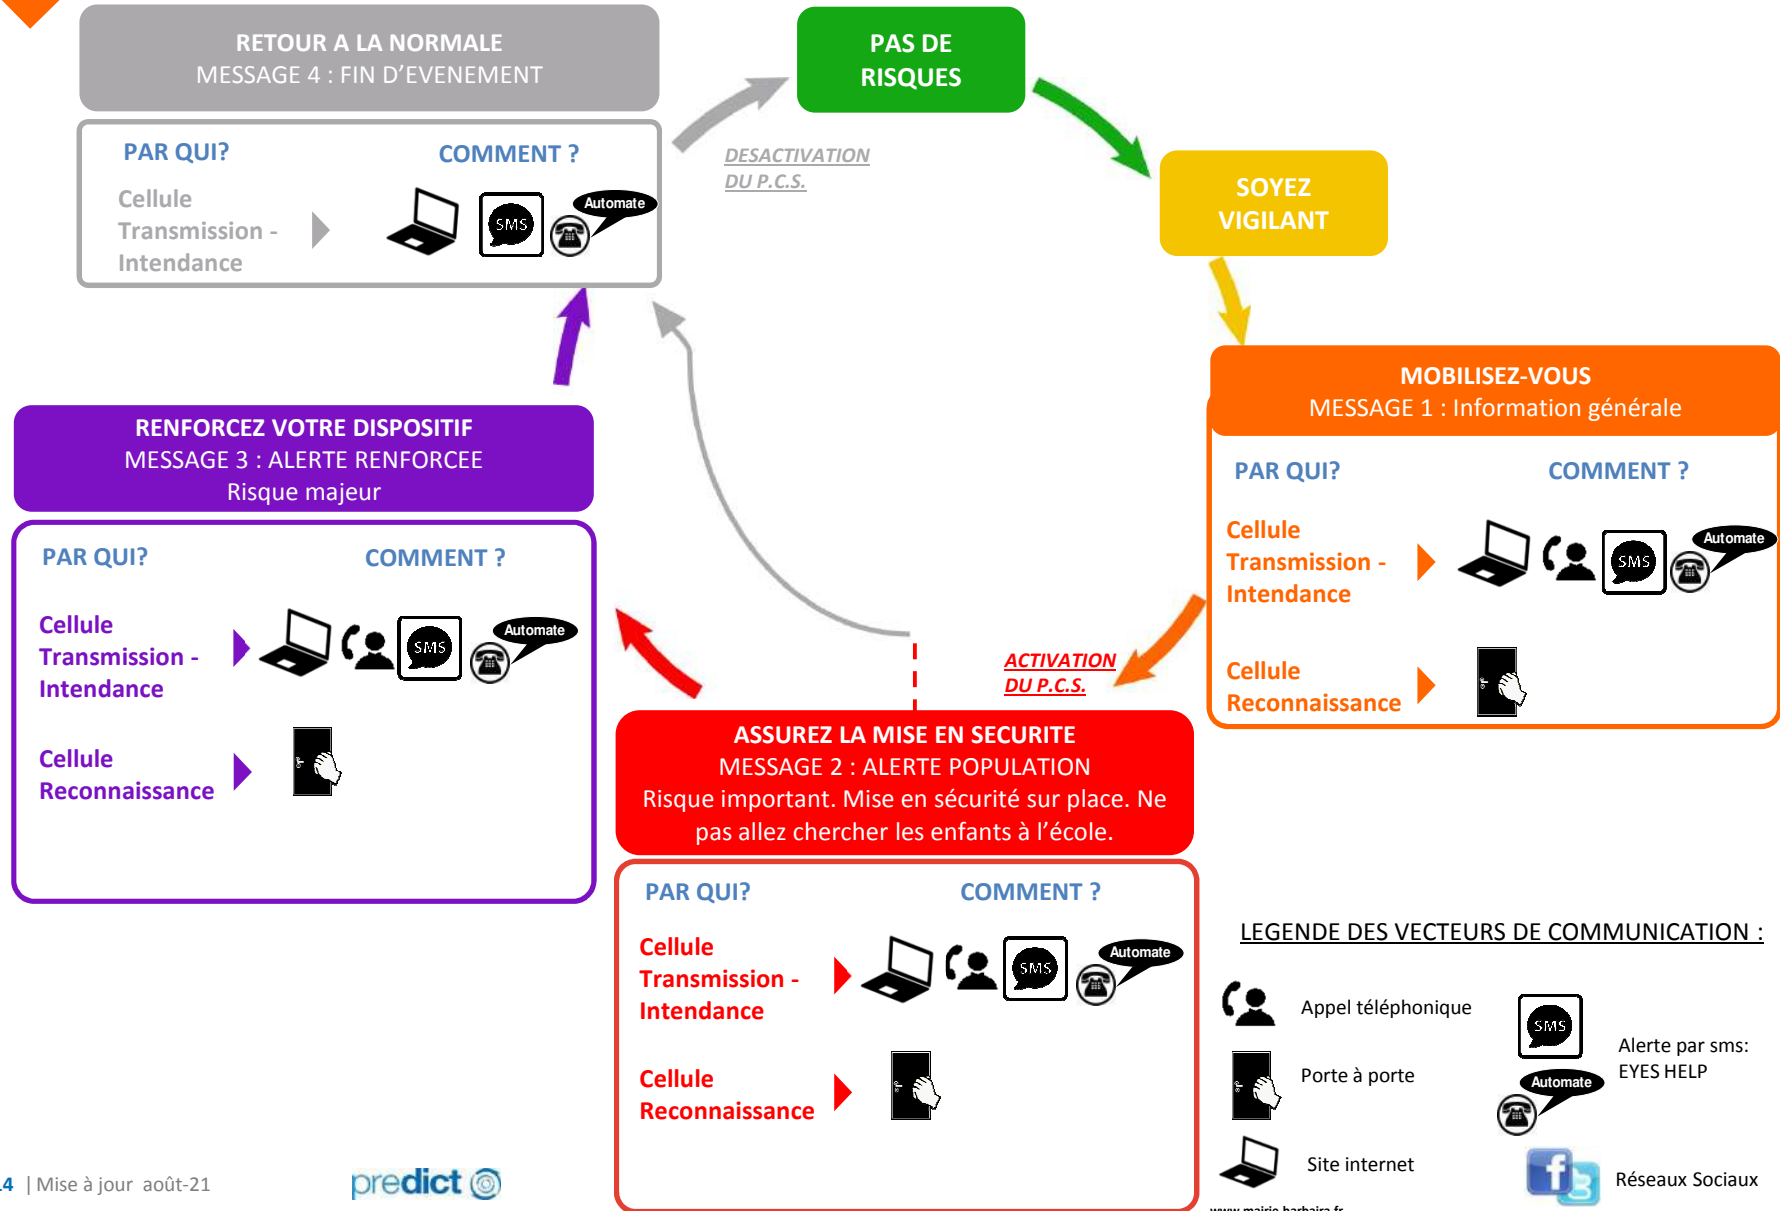 RETOUR A LA NORMALE
MESSAGE 4 : FIN D'EVENEMENT
PAR QUI?
COMMENT ?
Cellule
Transmission -
Intendance
SMS
Automate
DESACTIVATION
DU P.C.S.
PAS DE
RISQUES
SOYEZ
VIGILANT
MOBILISEZ-VOUS
MESSAGE 1 : Information générale
PAR QUI?
COMMENT ?
Cellule
Transmission -
Intendance
SMS
Automate
Cellule
Reconnaissance
RENFORCEZ VOTRE DISPOSITIF
MESSAGE 3 : ALERTE RENFORCEE
Risque majeur
PAR QUI?
COMMENT ?
Cellule
Transmission -
Intendance
SMS
Automate
Cellule
Reconnaissance
ACTIVATION
DU P.C.S.
ASSUREZ LA MISE EN SECURITE
MESSAGE 2 : ALERTE POPULATION
Risque important. Mise en sécurité sur place. Ne
pas allez chercher les enfants à l'école.
PAR QUI?
COMMENT ?
Cellule
Transmission -
Intendance
SMS
Automate
Cellule
Reconnaissance
LEGENDE DES VECTEURS DE COMMUNICATION :
Appel téléphonique
Porte à porte
Site internet
www.mairie-barbaira.fr
SMS
Automate
Alerte par sms:
EYES HELP
Réseaux Sociaux
14 | Mise à jour août-21
predict